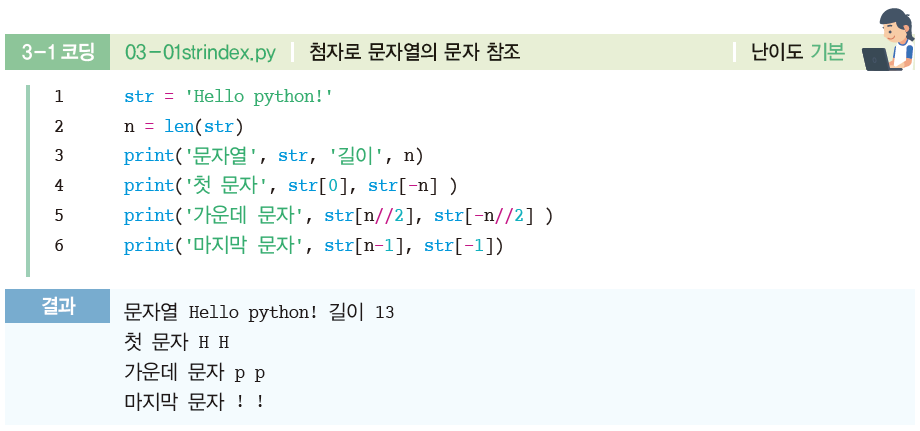 3-1 코딩 03-01strindex.py 첨자로 문자열의 문자 참조 난이도 기본
1 str = 'Hello python!'
2 n = len(str)
3 print('문자열', str, '길이', n)
4 print('첫 문자', str[0], str[-n] )
5 print('가운데 문자', str[n//2], str[-n//2] )
6 print('마지막 문자', str[n-1], str[-1])
결과
문자열 Hello python! 길이 13
첫 문자 H H
가운데 문자 p p
마지막 문자 ! !